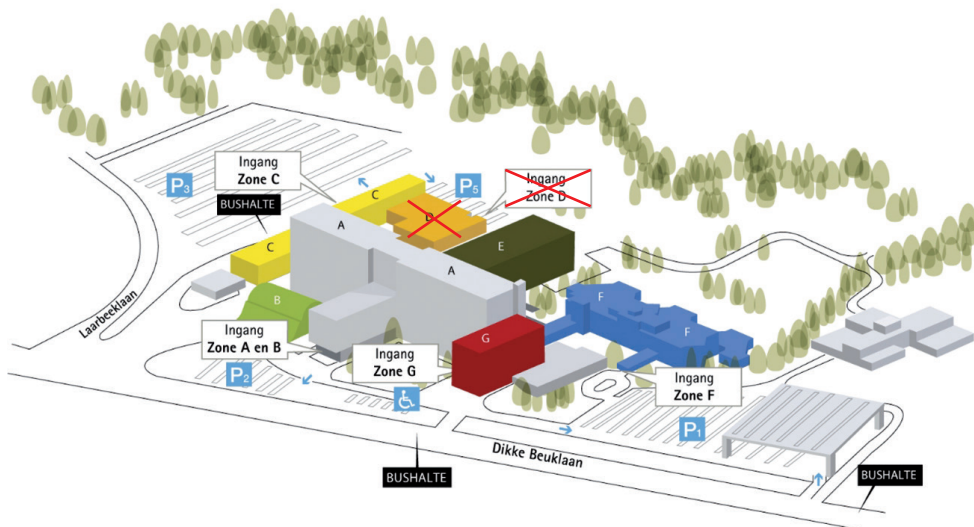 Ingang
Zone C
P3
P5
Ingang
Zone D
BUSHALTE
C
D
A
C
E
A
B
F
F
G
Laarbeeklaan
Ingang
Zone A en B
P2
Ingang
Zone G
Ingang
Zone F
P1
Dikke Beuklaan
BUSHALTE
BUSHALTE